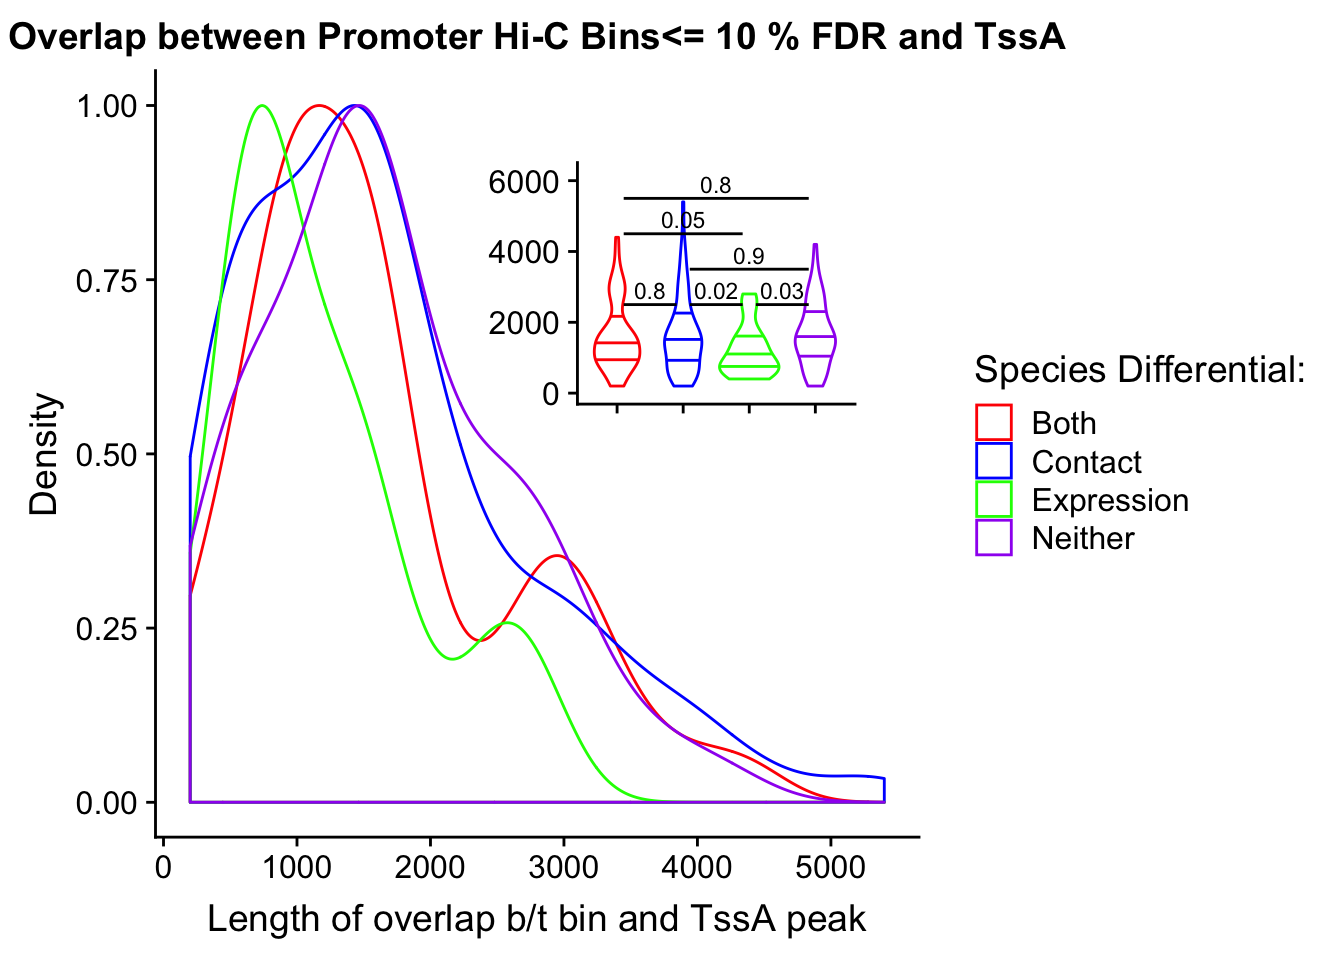 Overlap between Promoter Hi-C Bins<= 10 % FDR and TssA
1.00
0.75
0.50
0.25
0.00
Density
0
1000
2000
3000
4000
5000
Length of overlap b/t bin and TssA peak
6000
4000
2000
0
0.8
0.05
0.9
0.8
0.02
0.03
Species Differential:
Both
Contact
Expression
Neither